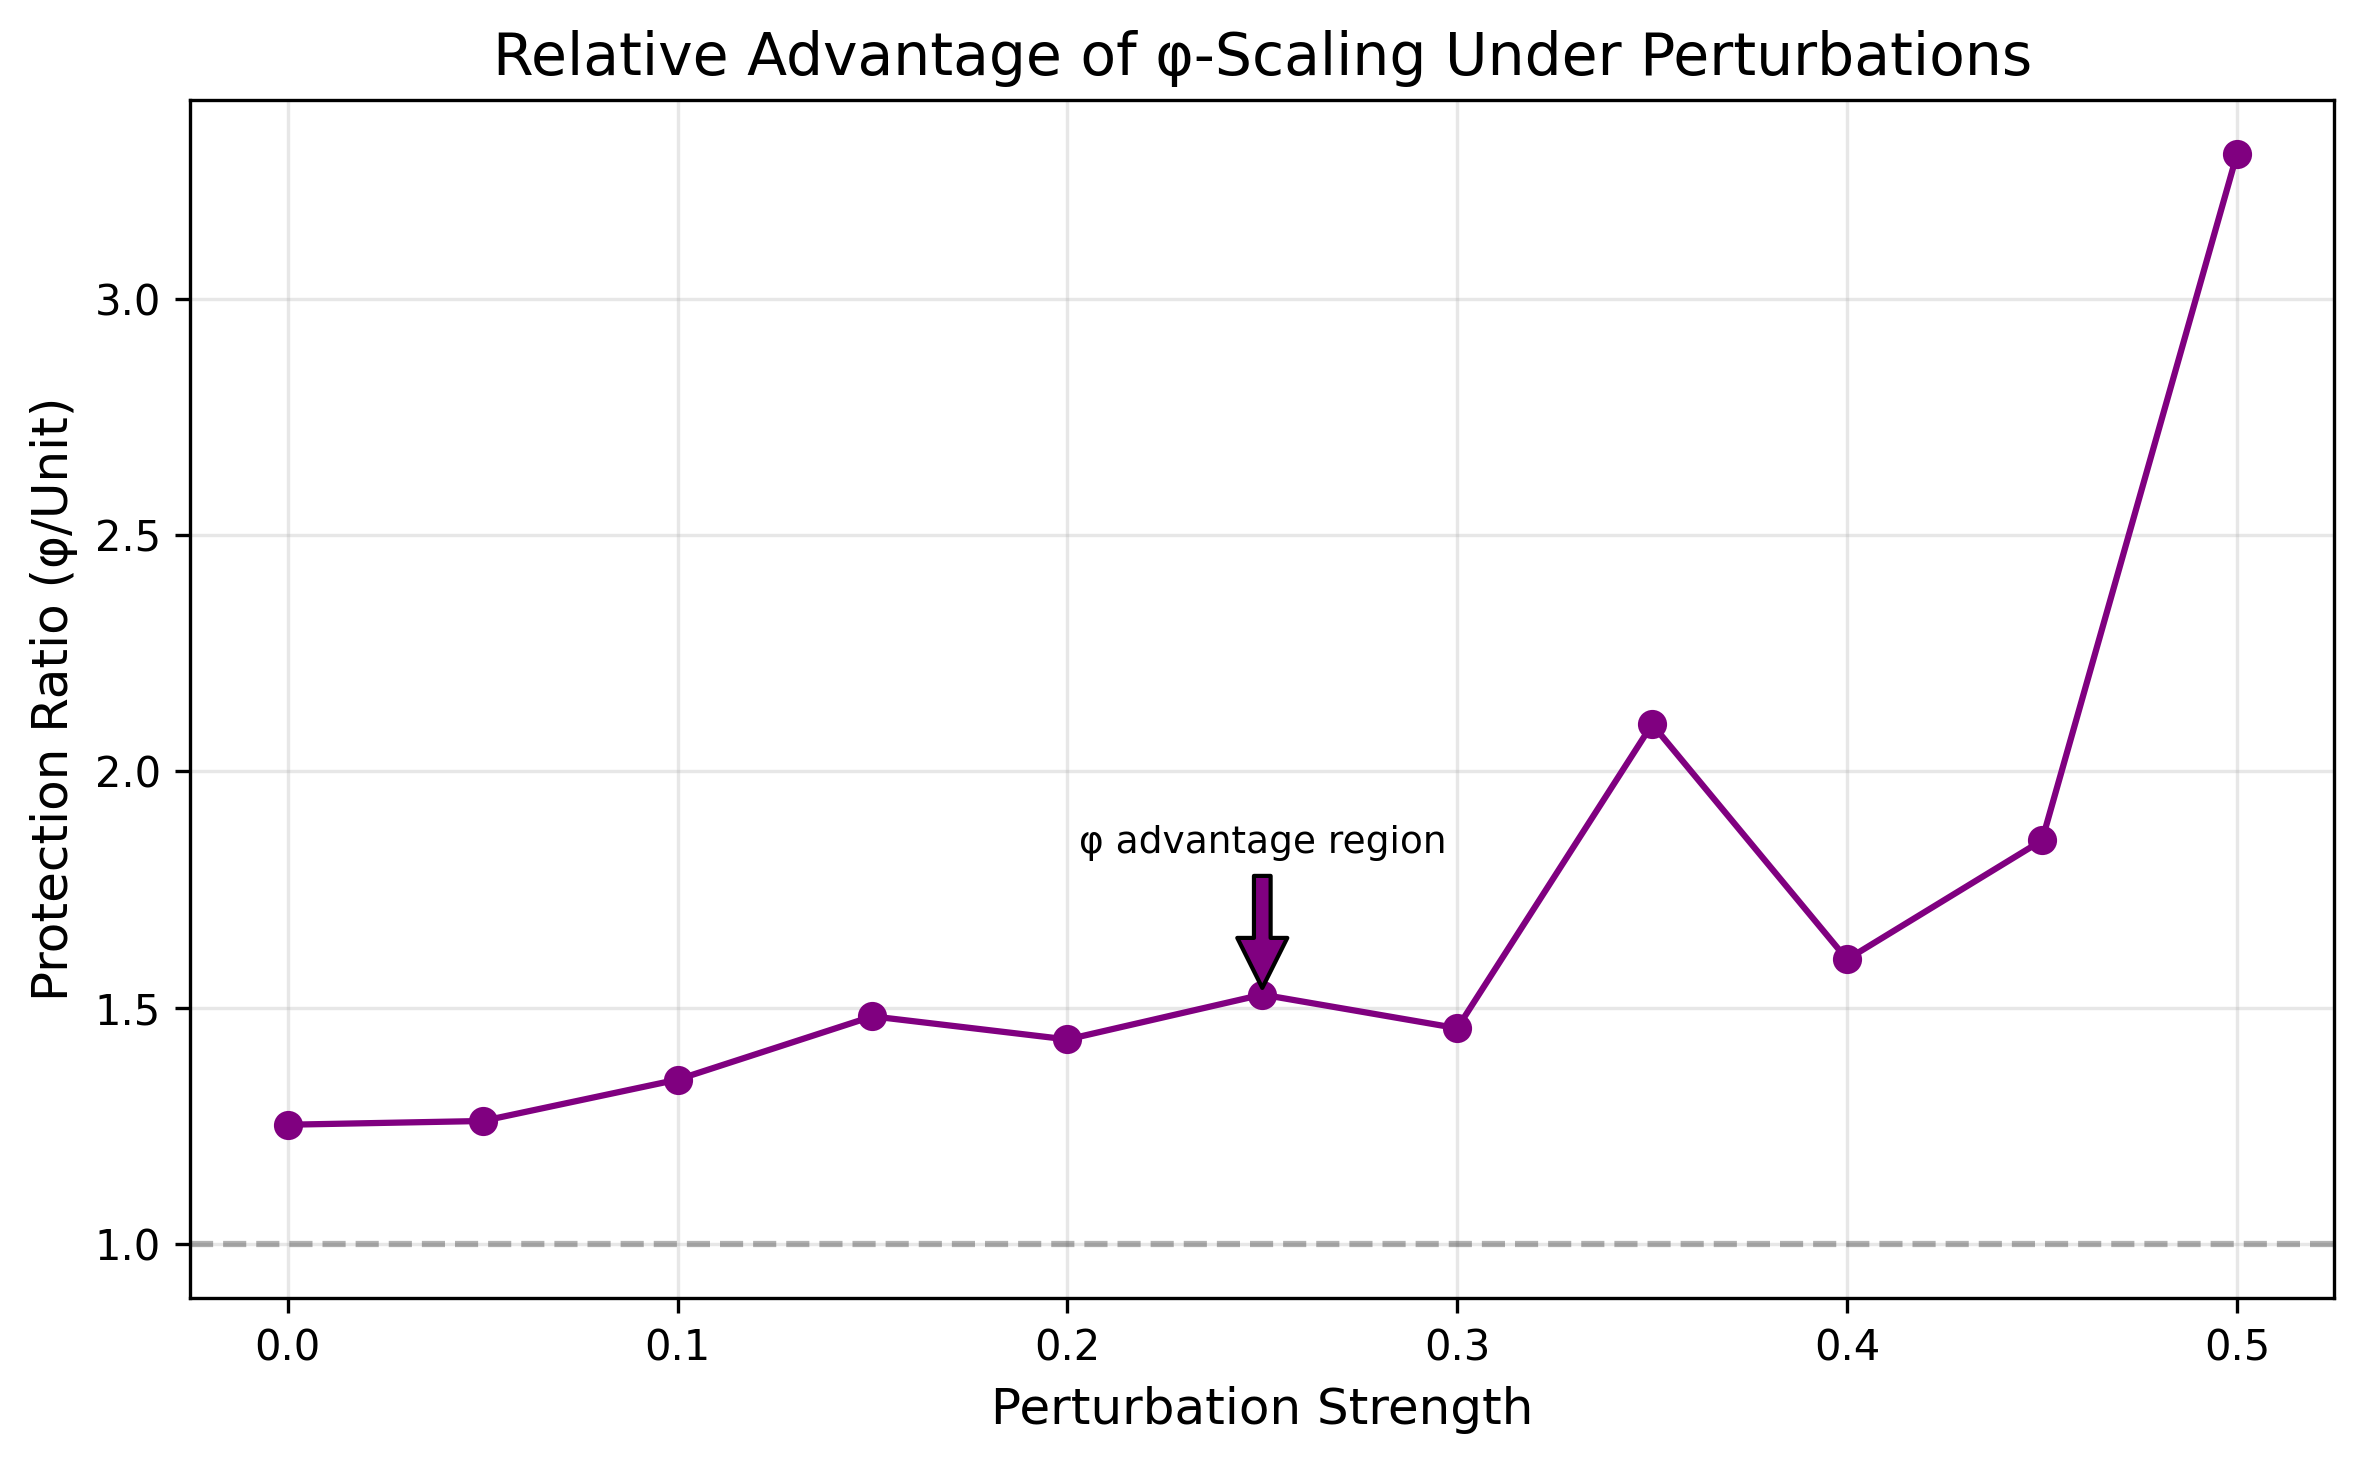 Relative Advantage of φ-Scaling Under Perturbations
Protection Ratio (φ/Unit)
3.0
2.5
2.0
1.5
1.0
φ advantage region
0.0 0.1 0.2 0.3 0.4 0.5
Perturbation Strength